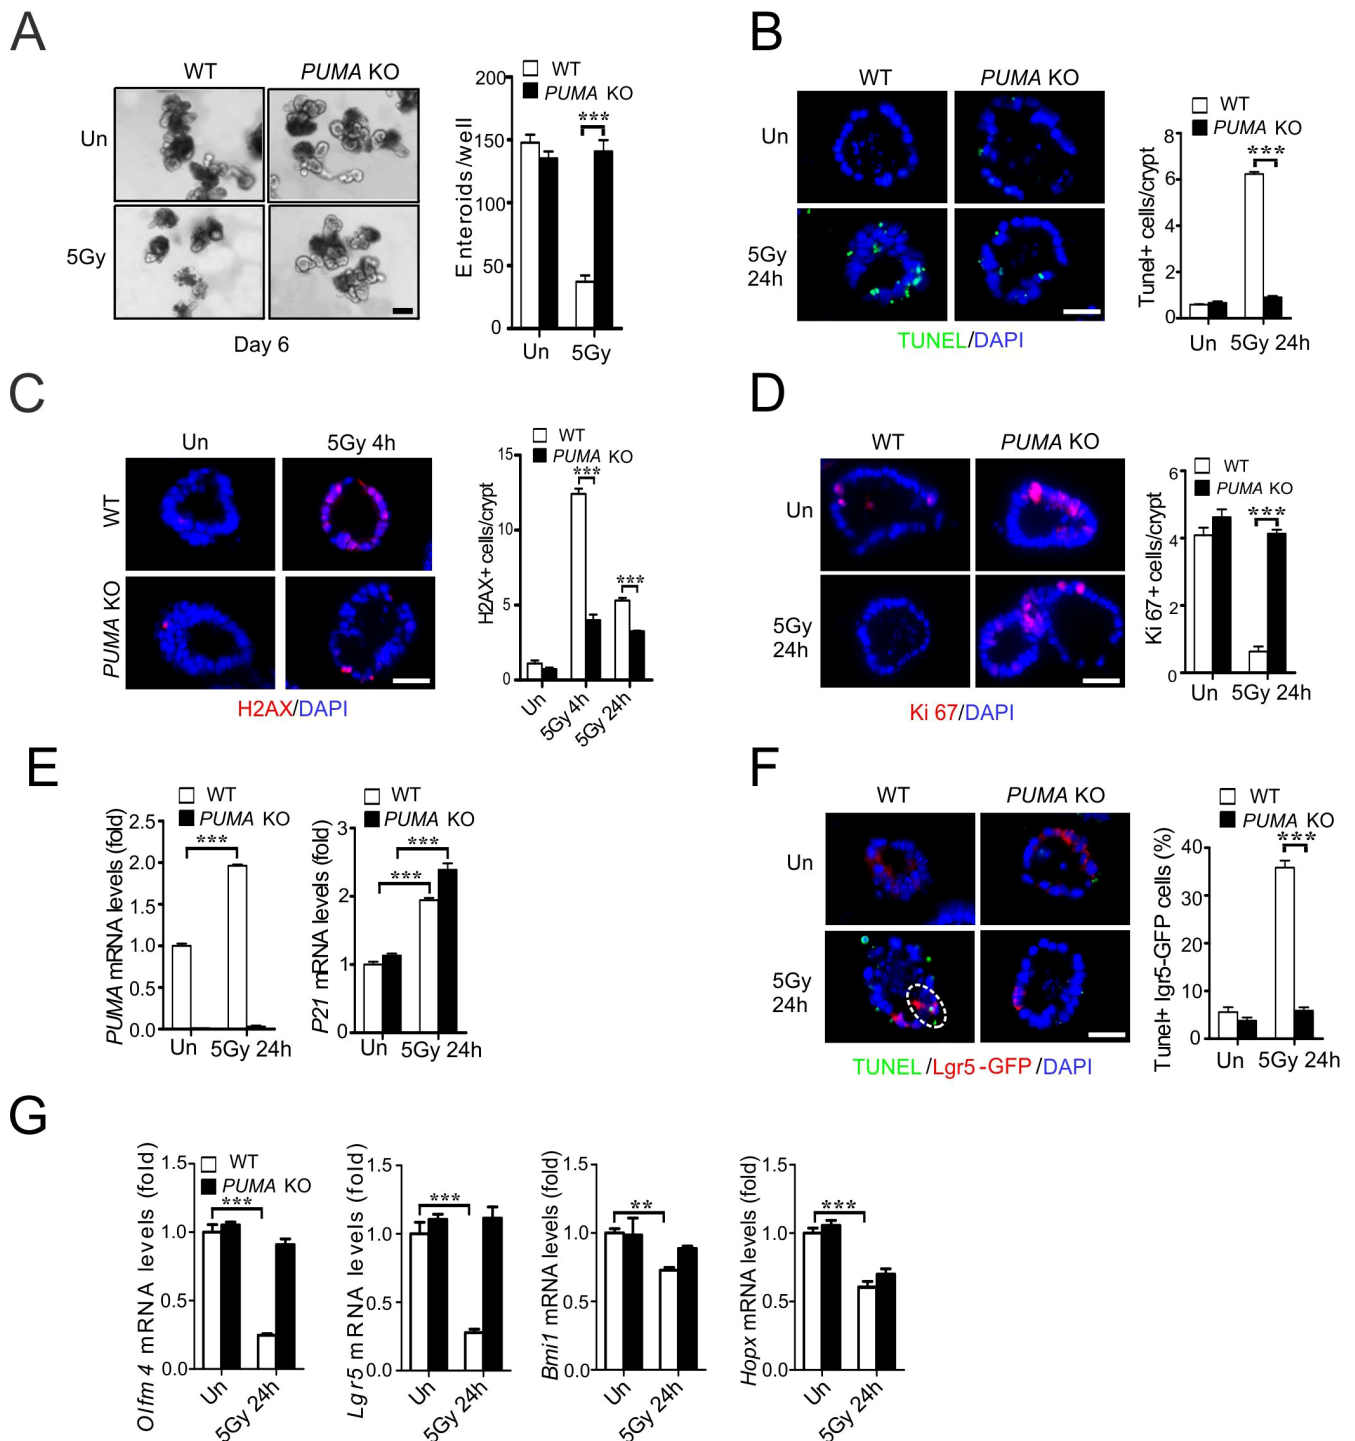 A
WT
PUMA KO
Un
5Gy
Day 6
WT
PUMA KO
***
Enteroids/well
200
150
100
50
0
Un
5Gy
B
WT
PUMA KO
Un
5Gy
24h
TUNEL/DAPI
WT
PUMA KO
***
Tunel+ cells/crypt
8
6
4
2
0
Un
5Gy 24h
C
Un
5Gy 4h
WT
PUMA KO
H2AX/DAPI
WT
PUMA KO
***
***
H2AX+ cells/crypt
15
10
5
0
Un
5Gy 4h
5Gy 24h
D
WT
PUMA KO
Un
5Gy
24h
Ki 67/DAPI
WT
PUMA KO
***
Ki 67+ cells/crypt
6
4
2
0
Un
5Gy 24h
E
WT
PUMA KO
***
PUMA mRNA levels (fold)
2.5
2.0
1.0
0.5
0.0
Un
5Gy 24h
WT
PUMA KO
***
***
P21 mRNA levels (fold)
3
2
1
0
Un
5Gy 24h
F
WT
PUMA KO
Un
5Gy
24h
TUNEL /Lgr5-GFP /DAPI
WT
PUMA KO
***
Tunel+ lgr5-GFP cells (%)
40
30
20
10
0
Un
5Gy 24h
G
WT
PUMA KO
***
Olfm 4 mRNA levels (fold)
1.5
1.0
0.5
0.0
Un
5Gy 24h
***
Lgr5 mRNA levels (fold)
1.5
1.0
0.5
0.0
Un
5Gy 24h
**
Bmi1 mRNA levels (fold)
1.5
1.0
0.5
0.0
Un
5Gy 24h
***
Hopx mRNA levels (fold)
1.5
1.0
0.5
0.0
Un
5Gy 24h